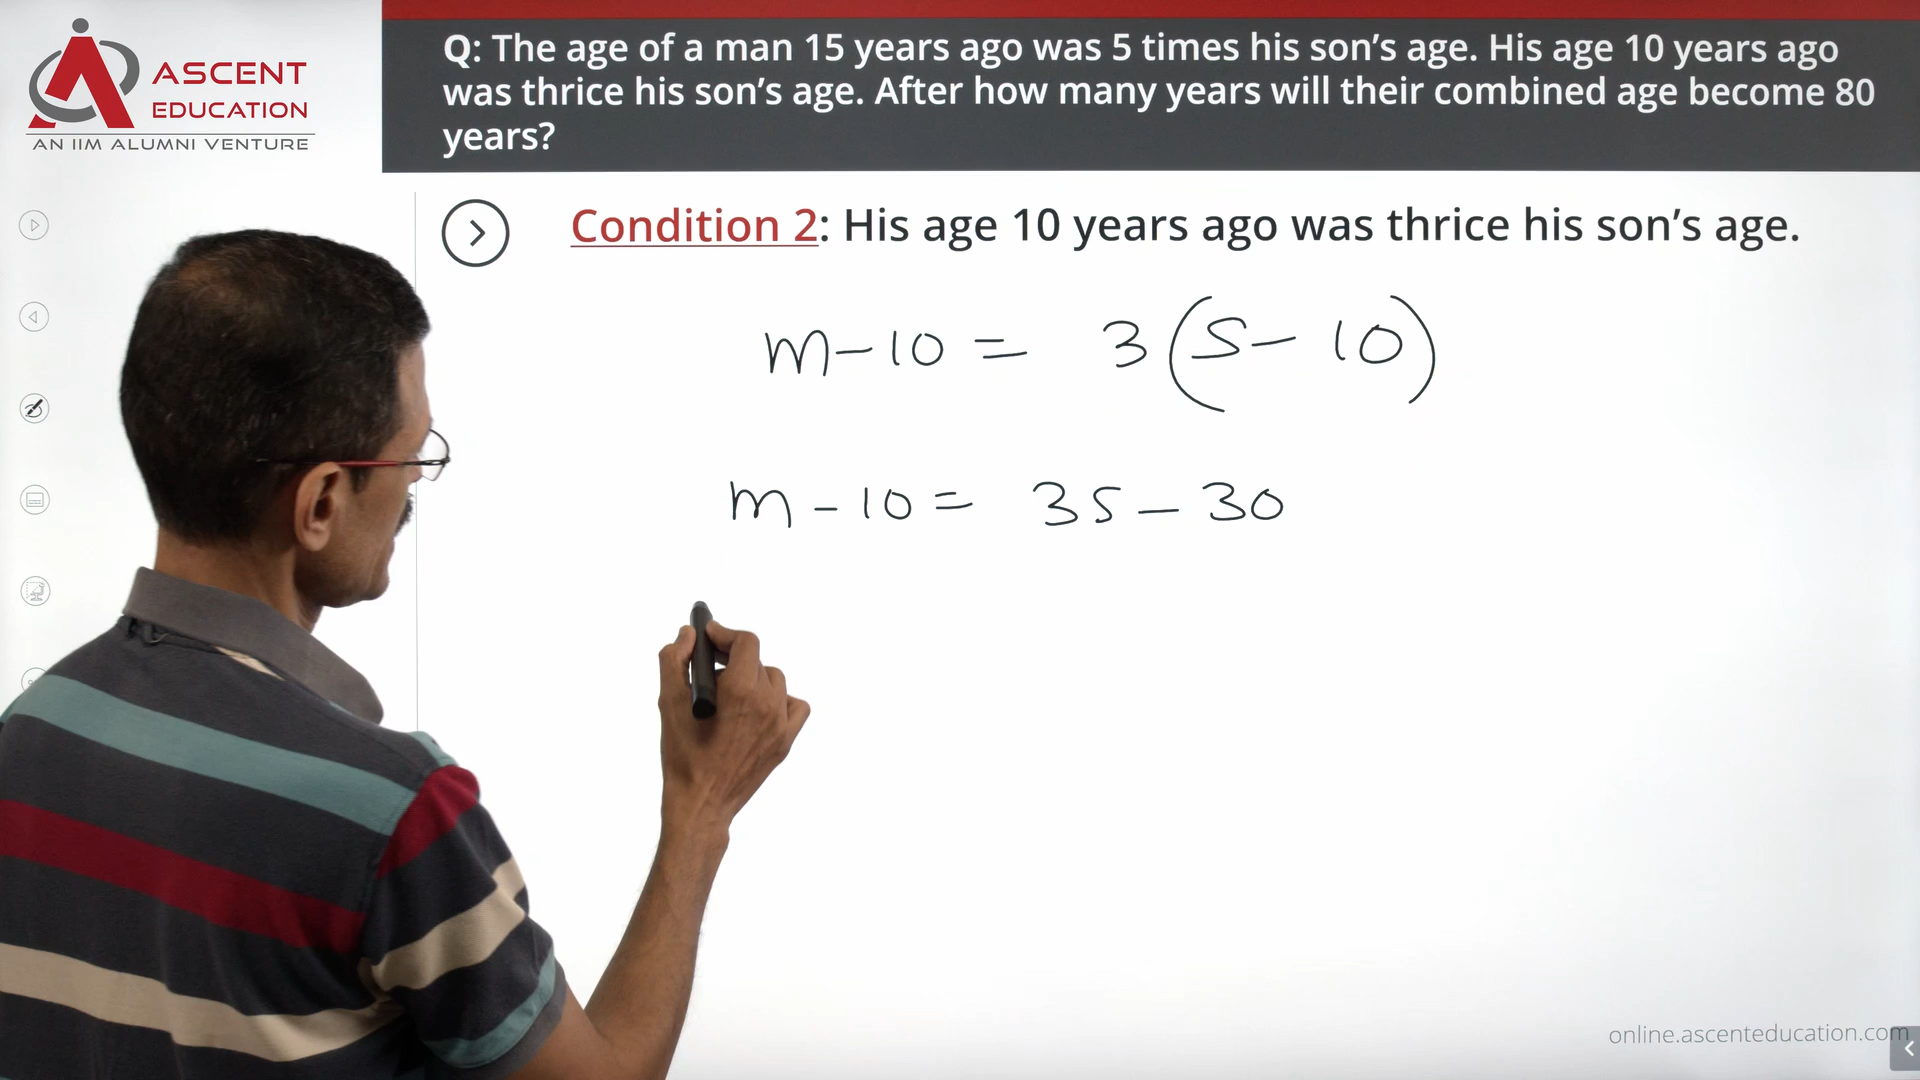 ASCENT
EDUCATION
AN IIM ALUMNI VENTURE
Q: The age of a man 15 years ago was 5 times his son’s age. His age 10 years ago
was thrice his son’s age. After how many years will their combined age become 80
years?
Condition 2: His age 10 years ago was thrice his son’s age.
m - 10 = 3 (s - 10)
m - 10 = 3s - 30
online.ascenteducation.com